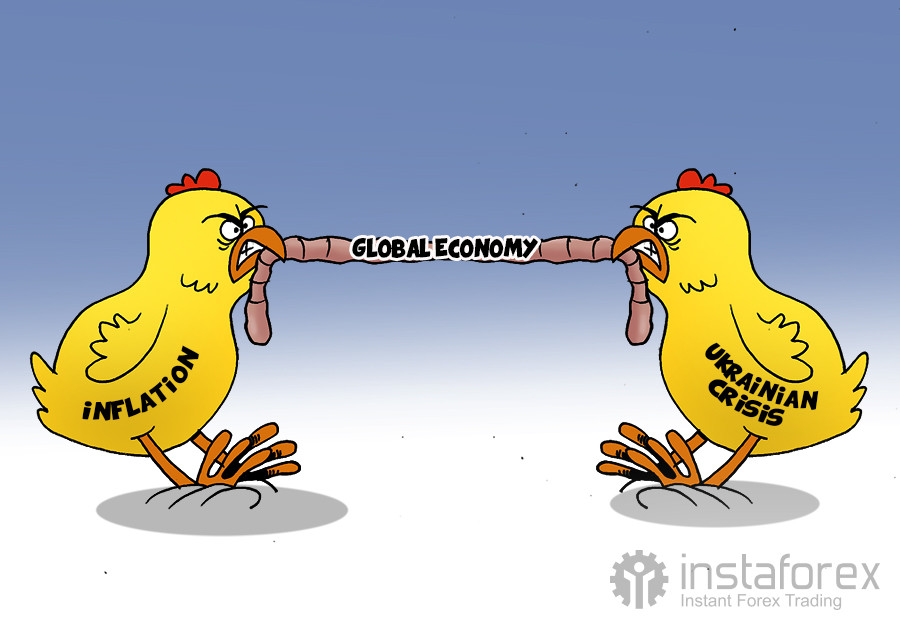 GLOBAL ECONOMY
iNFLATiON
UKRAiNiAN
CRiSiS
instaforex
Instant Forex Trading